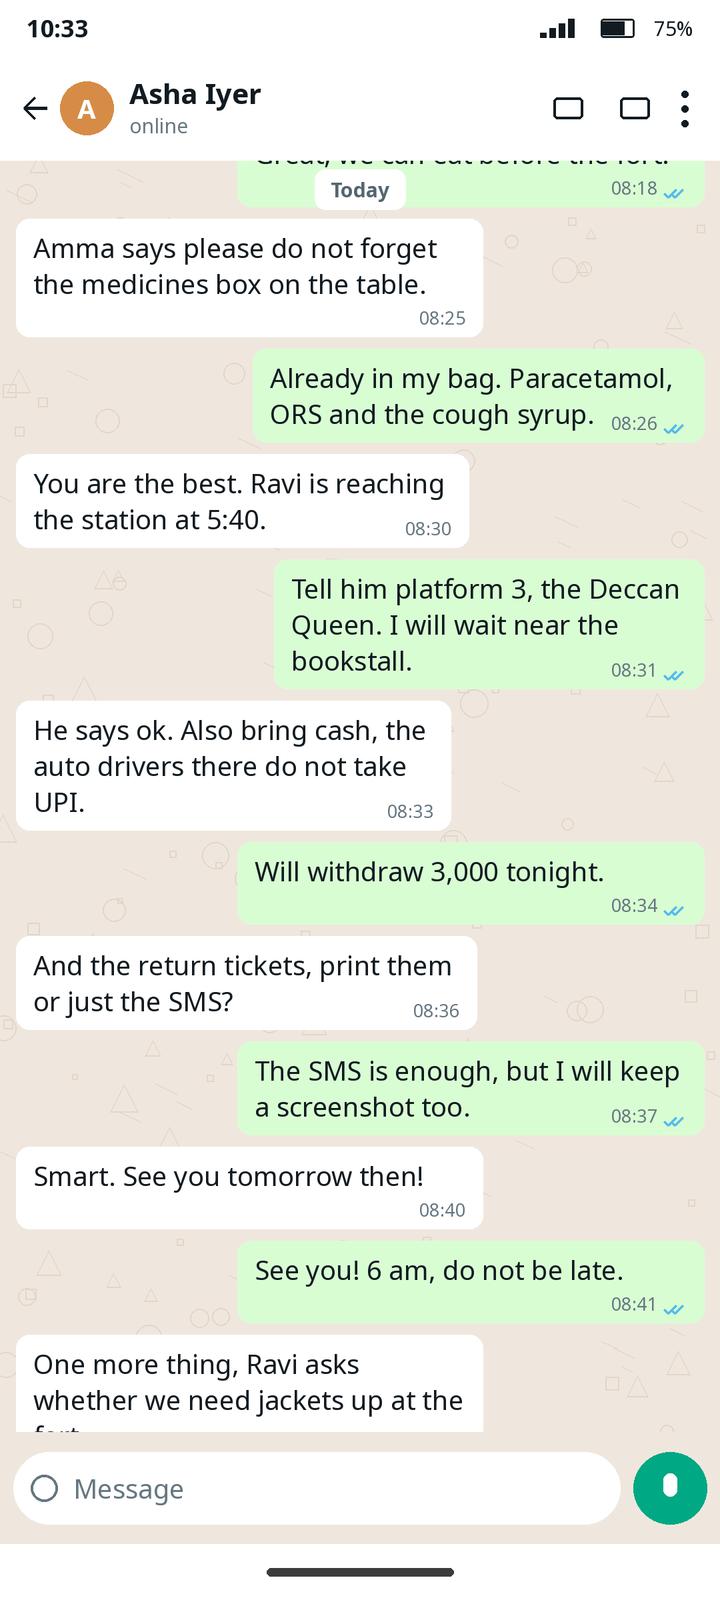 10:33
75%
A
Asha Iyer
online
Great, we can eat before the fort.
08:18
Today
Amma says please do not forget
the medicines box on the table.
08:25
Already in my bag. Paracetamol,
ORS and the cough syrup. 08:26
You are the best. Ravi is reaching
the station at 5:40. 08:30
Tell him platform 3, the Deccan
Queen. I will wait near the
bookstall. 08:31
He says ok. Also bring cash, the
auto drivers there do not take
UPI. 08:33
Will withdraw 3,000 tonight.
08:34
And the return tickets, print them
or just the SMS? 08:36
The SMS is enough, but I will keep
a screenshot too. 08:37
Smart. See you tomorrow then!
08:40
See you! 6 am, do not be late.
08:41
One more thing, Ravi asks
whether we need jackets up at the
Message